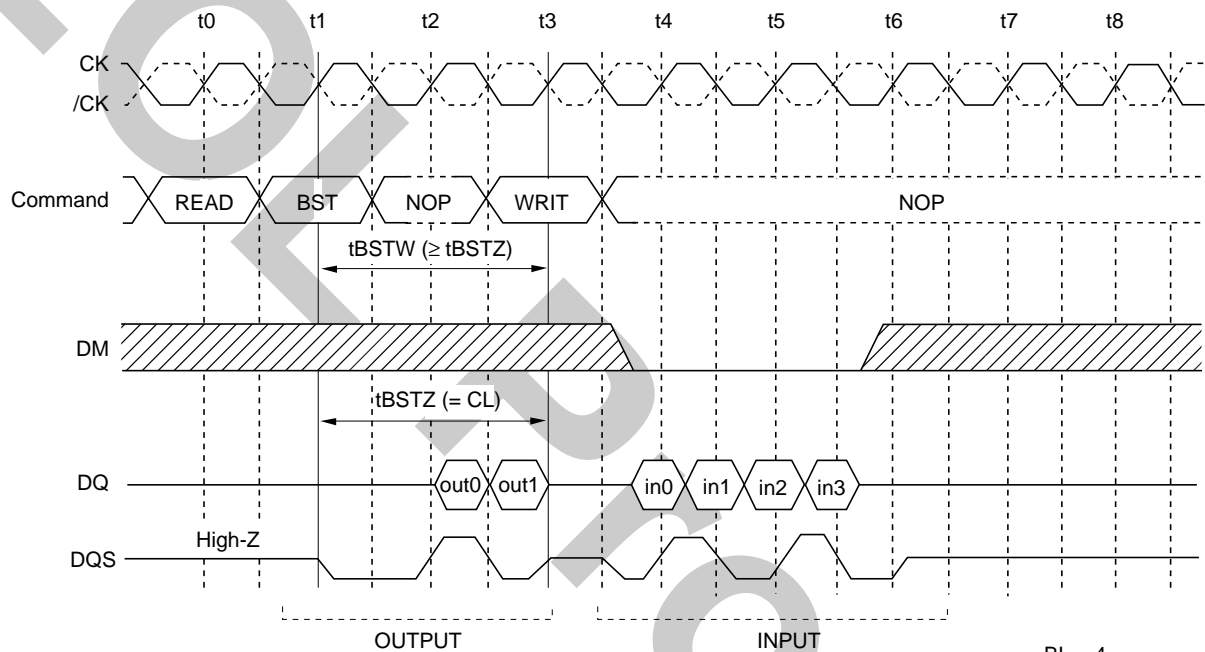 t0 t1 t2 t3 t4 t5 t6 t7 t8
CK
/CK
Command READ BST NOP WRIT NOP
tBSTW (≥ tBSTZ)
DM
tBSTZ (= CL)
DQ out0 out1 in0 in1 in2 in3
High-Z
DQS
OUTPUT INPUT